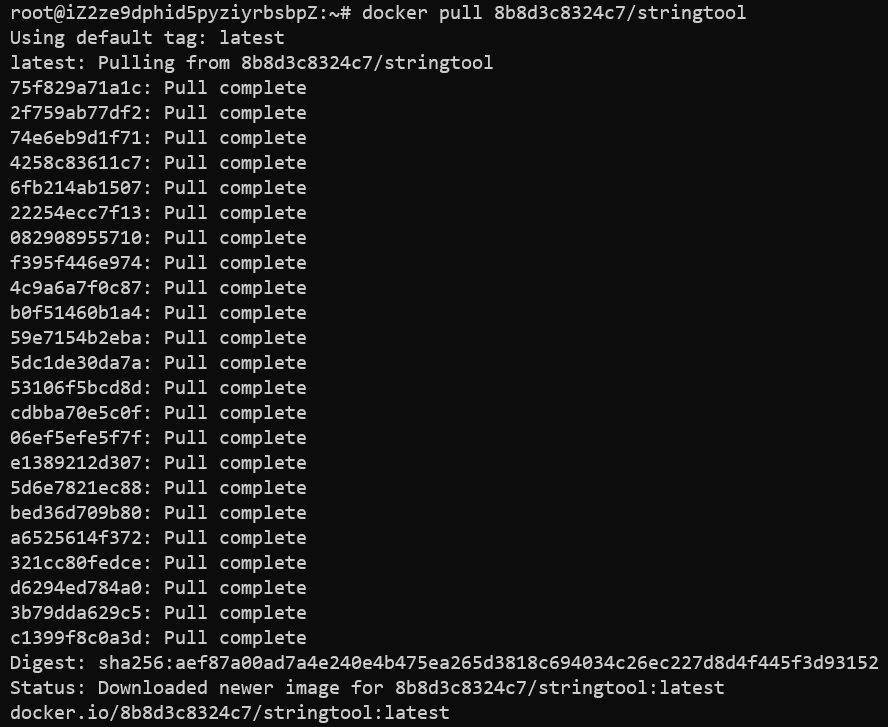 root@iZ2ze9dphid5pyziyrbsbpZ:~# docker pull 8b8d3c8324c7/stringtool
Using default tag: latest
latest: Pulling from 8b8d3c8324c7/stringtool
75f829a71a1c: Pull complete
2f759ab77df2: Pull complete
74e6eb9d1f71: Pull complete
4258c83611c7: Pull complete
6fb214ab1507: Pull complete
22254ecc7f13: Pull complete
082908955710: Pull complete
f395f446e974: Pull complete
4c9a6a7f0c87: Pull complete
b0f51460b1a4: Pull complete
59e7154b2eba: Pull complete
5dc1de30da7a: Pull complete
53106f5bcd8d: Pull complete
cdbba70e5c0f: Pull complete
06ef5efe5f7f: Pull complete
e1389212d307: Pull complete
5d6e7821ec88: Pull complete
bed36d709b80: Pull complete
a6525614f372: Pull complete
321cc80fedce: Pull complete
d6294ed784a0: Pull complete
3b79dda629c5: Pull complete
c1399f8c0a3d: Pull complete
Digest: sha256:aef87a00ad7a4e240e4b475ea265d3818c694034c26ec227d8d4f445f3d93152
Status: Downloaded newer image for 8b8d3c8324c7/stringtool:latest
docker.io/8b8d3c8324c7/stringtool:latest